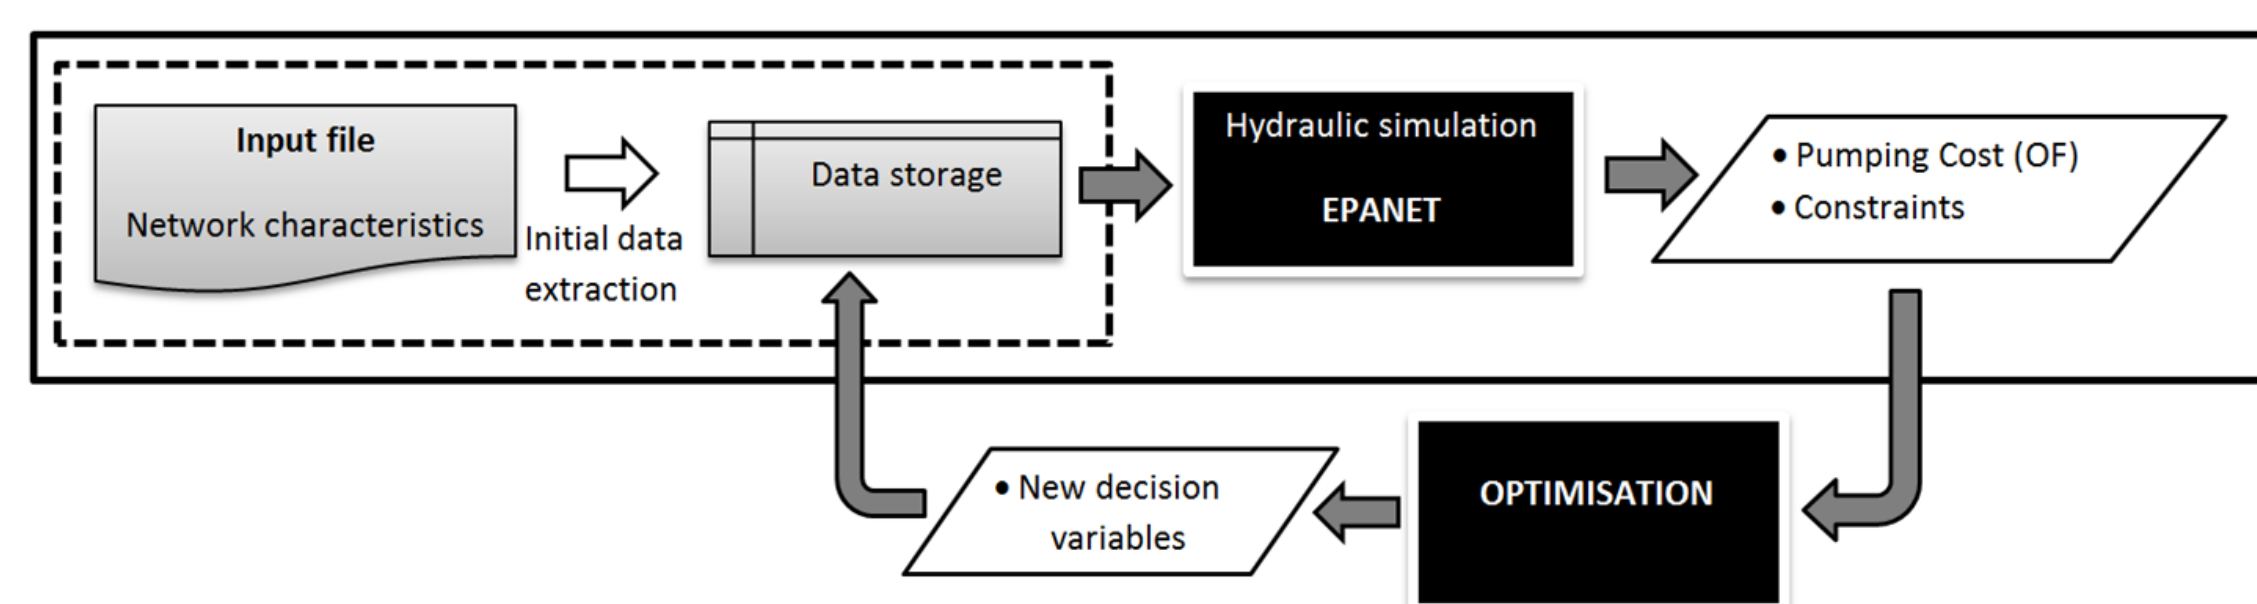 Input file
Network characteristics
Initial data
extraction
Data storage
Hydraulic simulation
EPANET
• Pumping Cost (OF)
• Constraints
OPTIMISATION
• New decision
variables